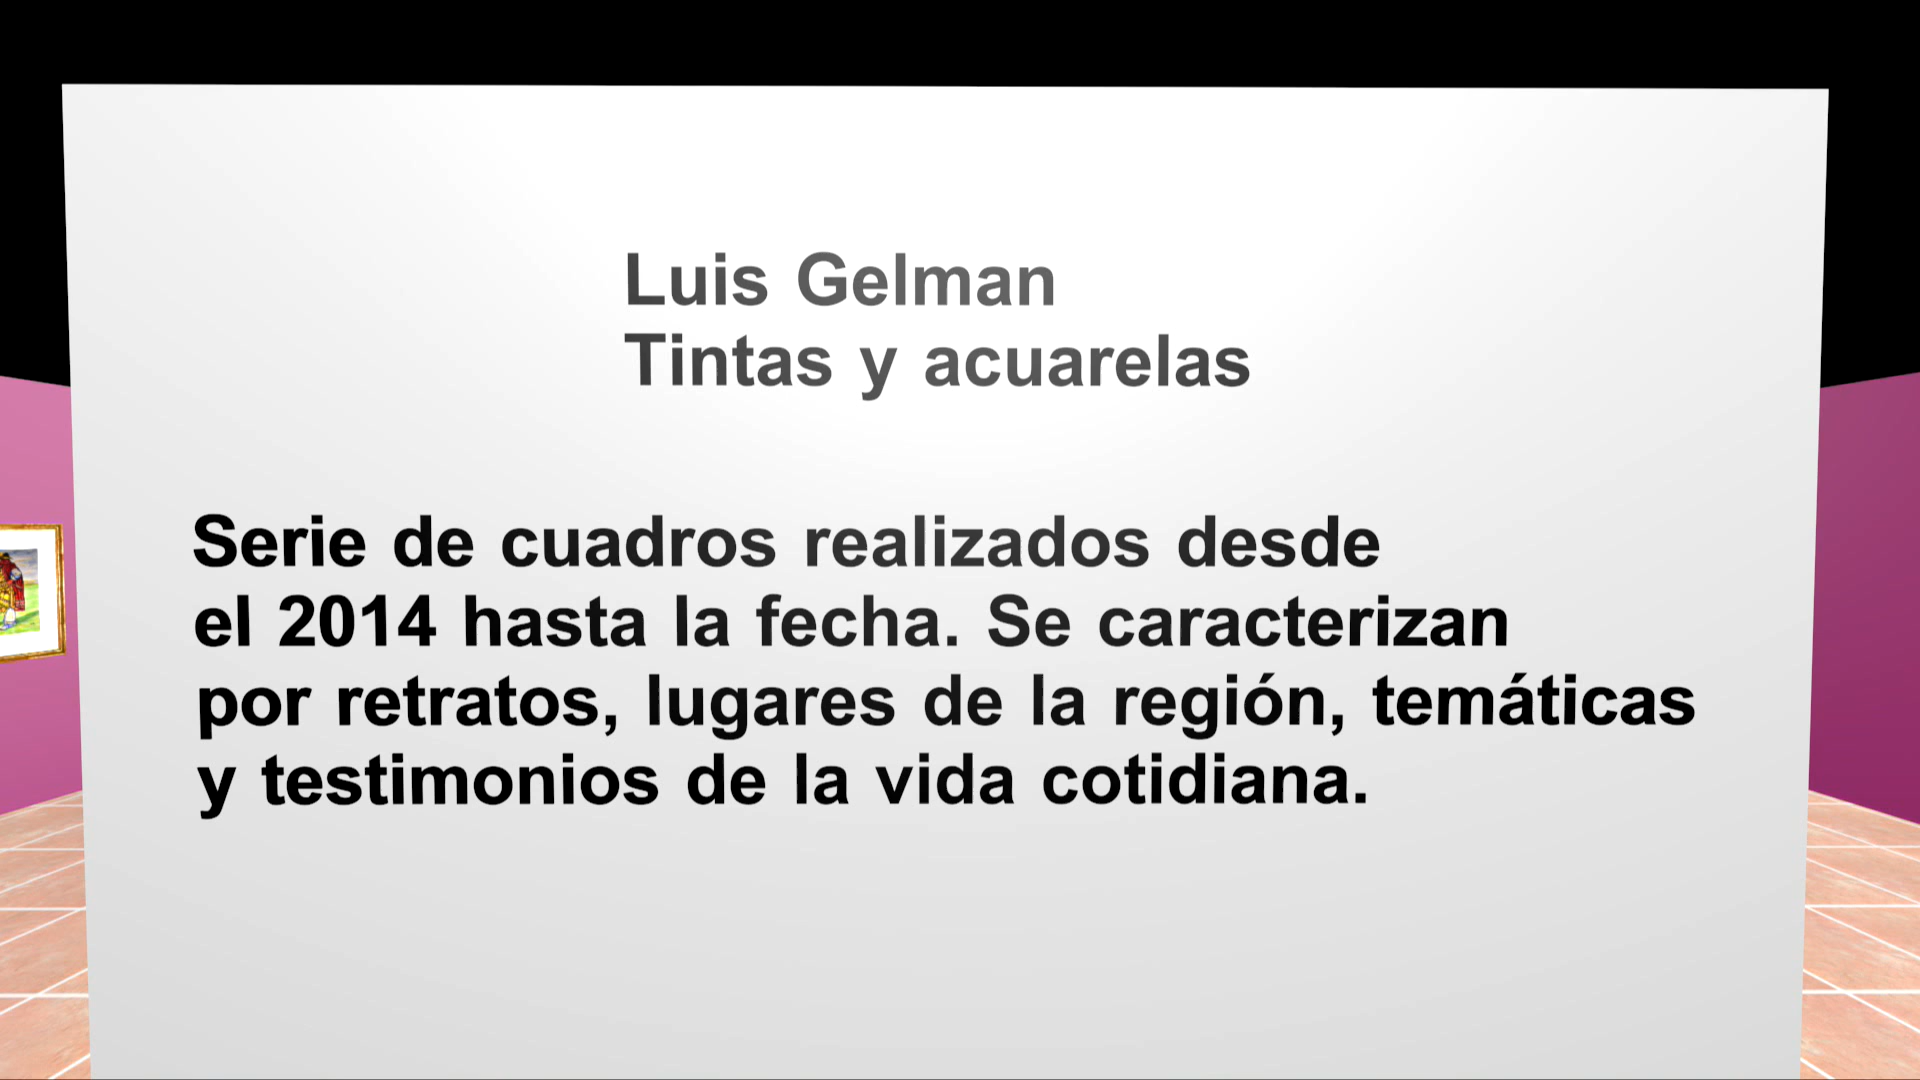 Luis Gelman
Tintas y acuarelas
Serie de cuadros realizados desde
el 2014 hasta la fecha. Se caracterizan
por retratos, lugares de la región, temáticas
y testimonios de la vida cotidiana.